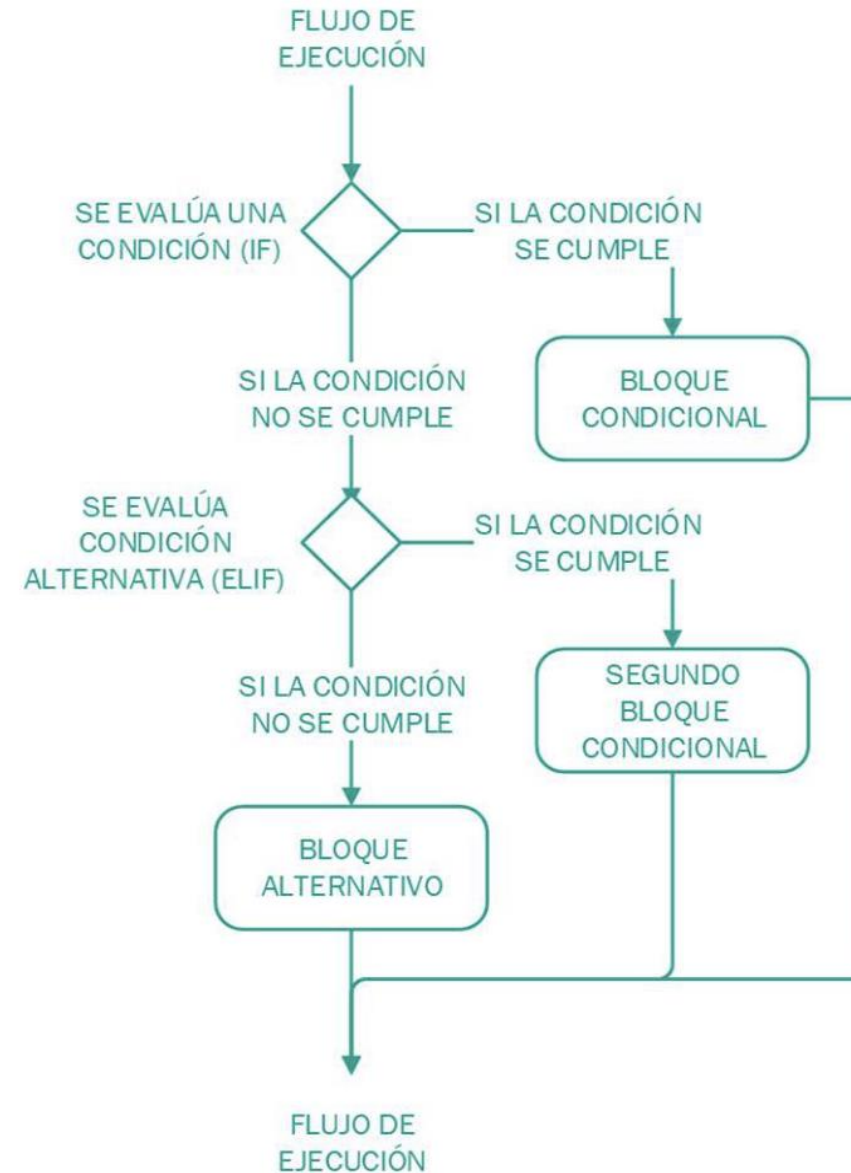 FLUJO DE
EJECUCIÓN
SE EVALÚA UNA
CONDICIÓN (IF)
SI LA CONDICIÓN
SE CUMPLE
SI LA CONDICIÓN
NO SE CUMPLE
BLOQUE
CONDICIONAL
SE EVALÚA
CONDICIÓN
ALTERNATIVA (ELIF)
SI LA CONDICIÓN
SE CUMPLE
SI LA CONDICIÓN
NO SE CUMPLE
SEGUNDO
BLOQUE
CONDICIONAL
BLOQUE
ALTERNATIVO
FLUJO DE
EJECUCIÓN